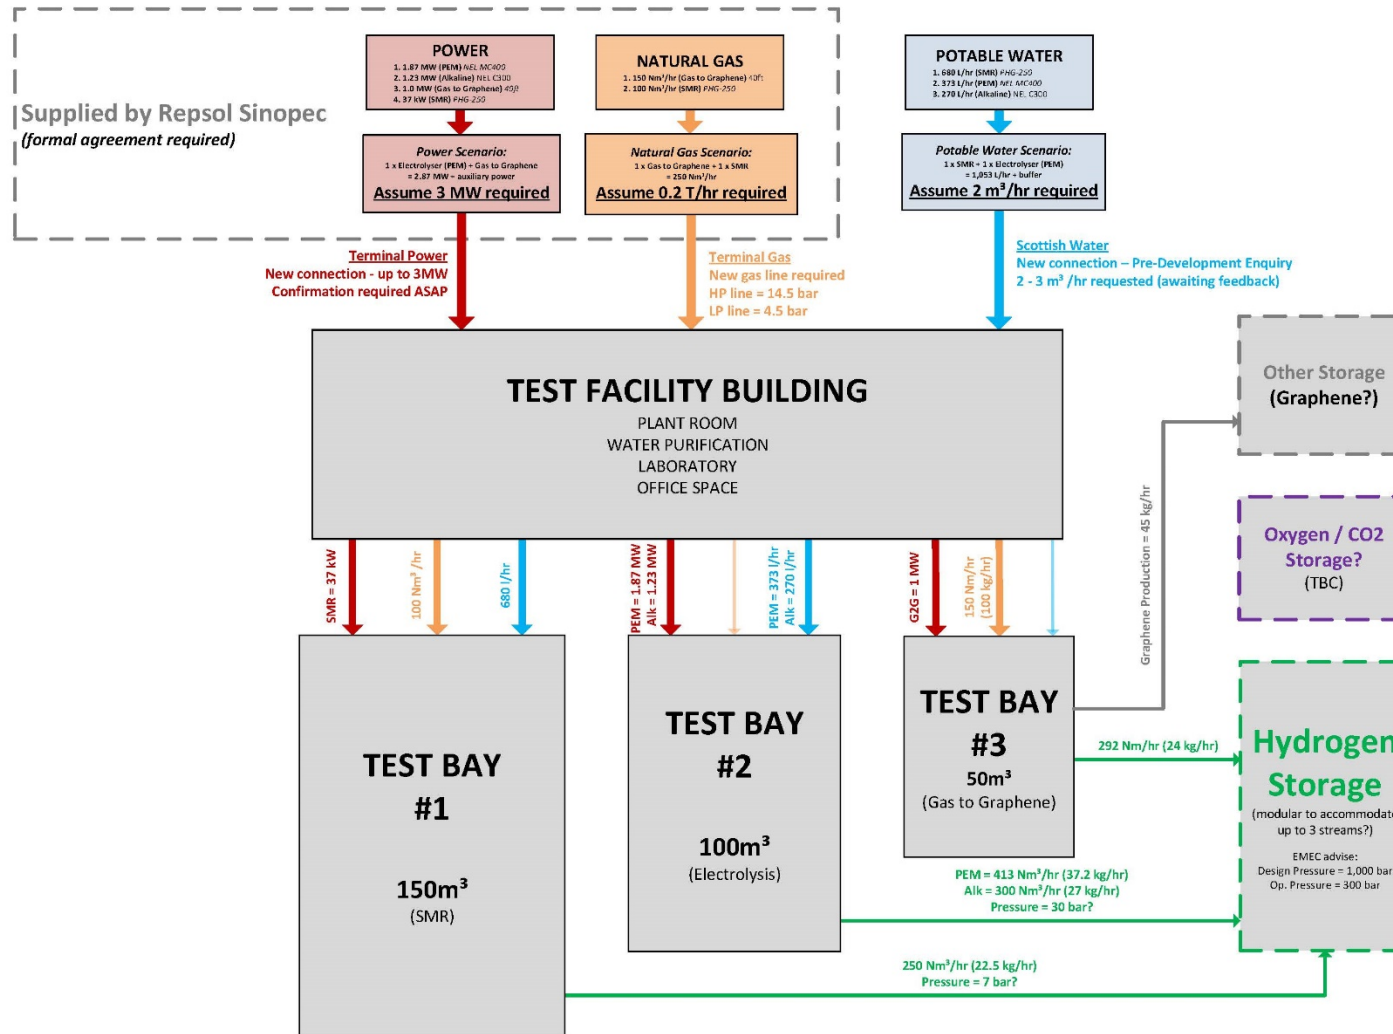 POWER
1. 1.87 MW (PEM) NEL MC400
2. 1.23 MW (Alkaline) NEL C300
3. 1.0 MW (Gas to Graphene) 40ft
4. 37 kW (SMR) PHG-250
NATURAL GAS
1. 150 Nm³/hr (Gas to Graphene) 40ft
2. 100 Nm³/hr (SMR) PHG-250
POTABLE WATER
1. 680 L/hr (SMR) PHG-250
2. 373 L/hr (PEM) NEL MC400
3. 270 L/hr (Alkaline) NEL C300
Supplied by Repsol Sinopec
(formal agreement required)
Power Scenario:
1 x Electrolyser (PEM) + Gas to Graphene
= 2.87 MW + auxiliary power
Assume 3 MW required
Natural Gas Scenario:
1 x Gas to Graphene + 1 x SMR
= 250 Nm³/hr
Assume 0.2 T/hr required
Potable Water Scenario:
1 x SMR + 1 x Electrolyser (PEM)
= 1,053 L/hr + buffer
Assume 2 m³/hr required
Terminal Power
New connection - up to 3MW
Confirmation required ASAP
Terminal Gas
New gas line required
HP line = 14.5 bar
LP line = 4.5 bar
Scottish Water
New connection – Pre-Development Enquiry
2 - 3 m³ /hr requested (awaiting feedback)
TEST FACILITY BUILDING
PLANT ROOM
WATER PURIFICATION
LABORATORY
OFFICE SPACE
Other Storage
(Graphene?)
Oxygen / CO2
Storage?
(TBC)
SMR = 37 kW
100 Nm³ /hr
680 l/hr
PEM = 1.87 MW
Alk = 1.23 MW
PEM = 373 l/hr
Alk = 270 l/hr
G2G = 1 MW
150 Nm/hr
(100 kg/hr)
Graphene Production = 45 kg/hr
TEST BAY
#1
150m³
(SMR)
TEST BAY
#2
100m³
(Electrolysis)
TEST BAY
#3
50m³
(Gas to Graphene)
292 Nm/hr (24 kg/hr)
PEM = 413 Nm³/hr (37.2 kg/hr)
Alk = 300 Nm³/hr (27 kg/hr)
Pressure = 30 bar?
250 Nm³/hr (22.5 kg/hr)
Pressure = 7 bar?
Hydrogen
Storage
(modular to accommodate
up to 3 streams?)
EMEC advise:
Design Pressure = 1,000 bar
Op. Pressure = 300 bar